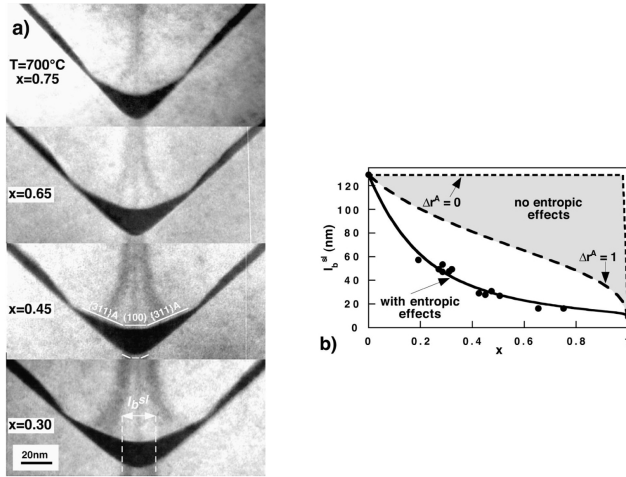 a)
T=700°C
x=0.75
x=0.65
x=0.45
(311)A (100) (311)A
x=0.30
l_b^sl
20nm
b)
l_b^sl (nm)
120
100
80
60
40
20
0
Δr^A = 0
no entropic
effects
Δr^A = 1
with entropic
effects
0 0.2 0.4 0.6 0.8 1
x